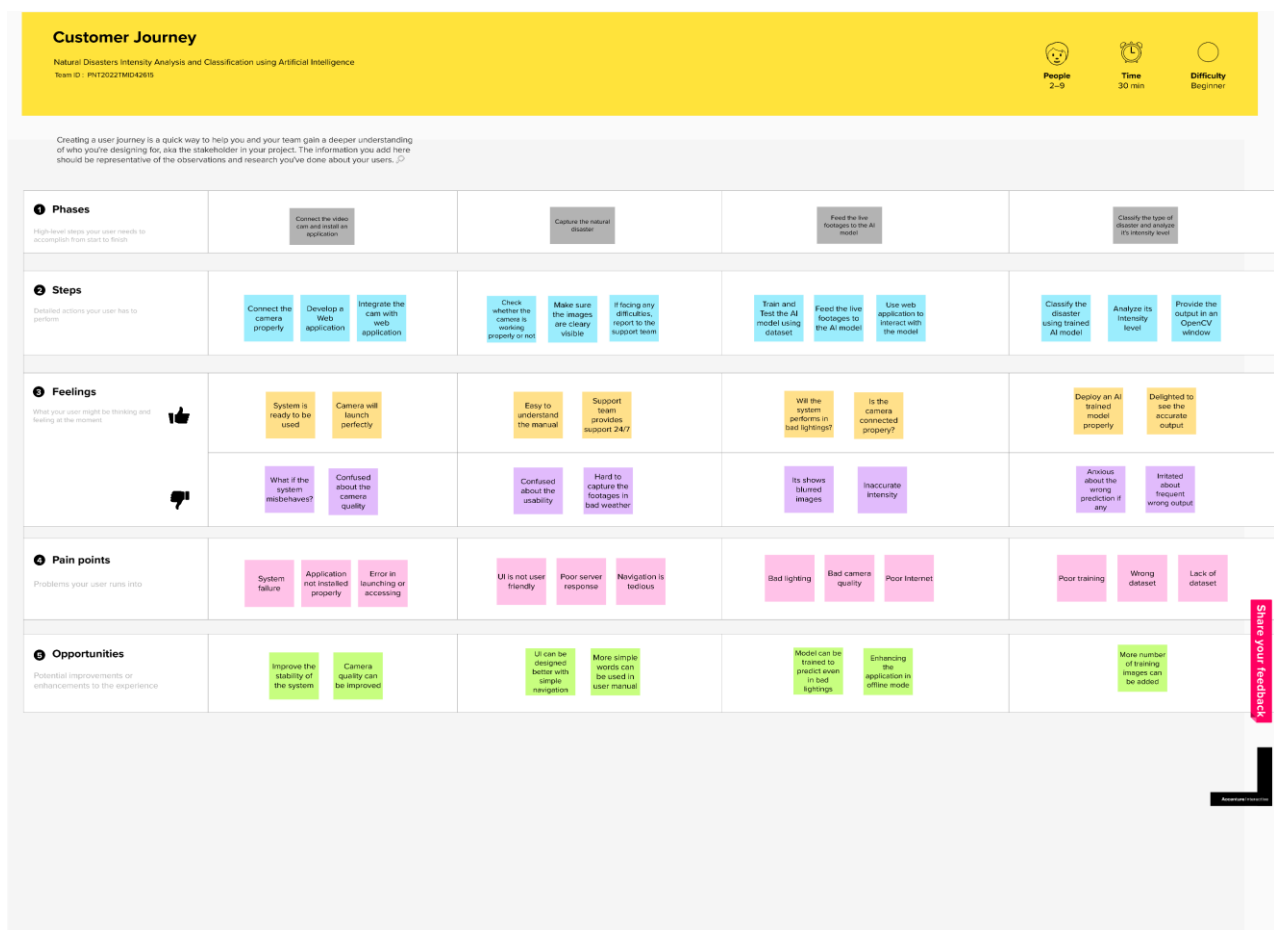 Customer Journey
Natural Disasters Intensity Analysis and Classification using Artificial Intelligence
Team ID : PNT2022TMID42615
People
2–9
Time
30 min
Difficulty
Beginner
Creating a user journey is a quick way to help you and your team gain a deeper understanding
of who you're designing for, aka the stakeholder in your project. The information you add here
should be representative of the observations and research you've done about your users.
1 Phases
High-level steps your user needs to
accomplish from start to finish
Connect the video
cam and install an
application
Capture the natural
disaster
Feed the live
footages to the AI
model
Classify the type of
disaster and analyze
it's intensity level
2 Steps
Detailed actions your user has to
perform
Connect the
camera
properly
Develop a
Web
application
Integrate the
cam with
web
application
Check
whether the
camera is
working
properly or not
Make sure
the images
are cleary
visible
If facing any
difficulties,
report to the
support team
Train and
Test the AI
model using
dataset
Feed the live
footages to
the AI model
Use web
application to
interact with
the model
Classify the
disaster
using trained
AI model
Analyze its
Intensity
level
Provide the
output in an
OpenCV
window
3 Feelings
What your user might be thinking and
feeling at the moment
System is
ready to be
used
Camera will
launch
perfectly
Easy to
understand
the manual
Support
team
provides
support 24/7
Will the
system
performs in
bad lightings?
Is the
camera
connected
propery?
Deploy an AI
trained
model
properly
Delighted to
see the
accurate
output
What if the
system
misbehaves?
Confused
about the
camera
quality
Confused
about the
usability
Hard to
capture the
footages in
bad weather
Its shows
blurred
images
Inaccurate
intensity
Anxious
about the
wrong
prediction if
any
Irritated
about
frequent
wrong output
4 Pain points
Problems your user runs into
System
failure
Application
not installed
properly
Error in
launching or
accessing
UI is not user
friendly
Poor server
response
Navigation is
tedious
Bad lighting
Bad camera
quality
Poor Internet
Poor training
Wrong
dataset
Lack of
dataset
5 Opportunities
Potential improvements or
enhancements to the experience
Improve the
stability of
the system
Camera
quality can
be improved
UI can be
designed
better with
simple
navigation
More simple
words can
be used in
user manual
Model can be
trained to
predict even
in bad
lightings
Enhancing
the
application in
offline mode
More number
of training
images can
be added
Share your feedback
Accenture Interactive